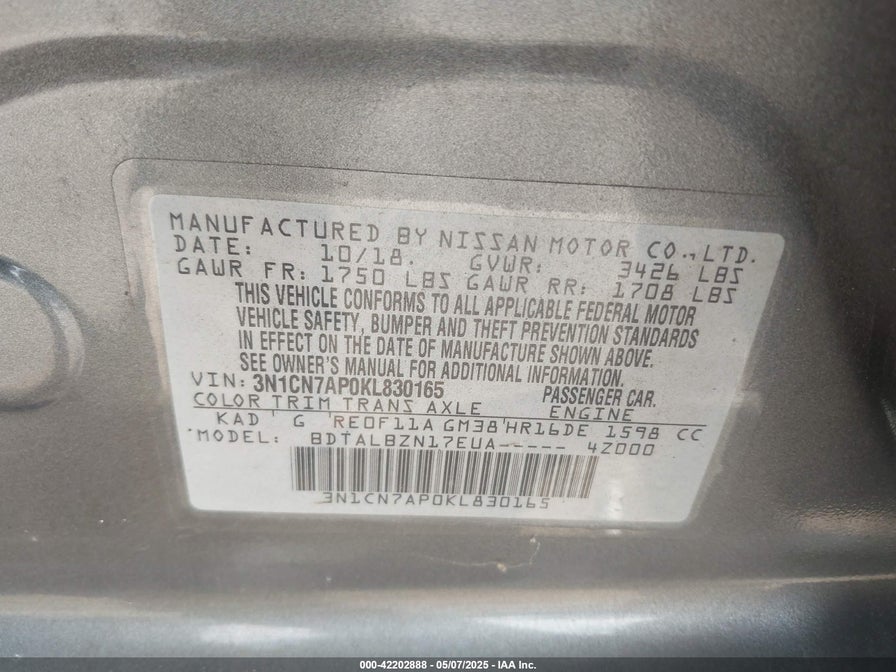 MANUFACTURED BY NISSAN MOTOR CO., LTD.
DATE: 10/18. GVWR: 3426 LBS
GAWR FR: 1750 LBS GAWR RR: 1708 LBS
THIS VEHICLE CONFORMS TO ALL APPLICABLE FEDERAL MOTOR
VEHICLE SAFETY, BUMPER AND THEFT PREVENTION STANDARDS
IN EFFECT ON THE DATE OF MANUFACTURE SHOWN ABOVE.
SEE OWNER'S MANUAL FOR ADDITIONAL INFORMATION.
VIN: 3N1CN7AP0KL830165 PASSENGER CAR.
COLOR TRIM TRANS AXLE ENGINE
KAD G RE0F11A GM38 HR16DE 1598 CC
MODEL: BDTALBZN17EUA----- 4Z000
3N1CN7AP0KL830165
000-42202888 - 05/07/2025 - IAA Inc.